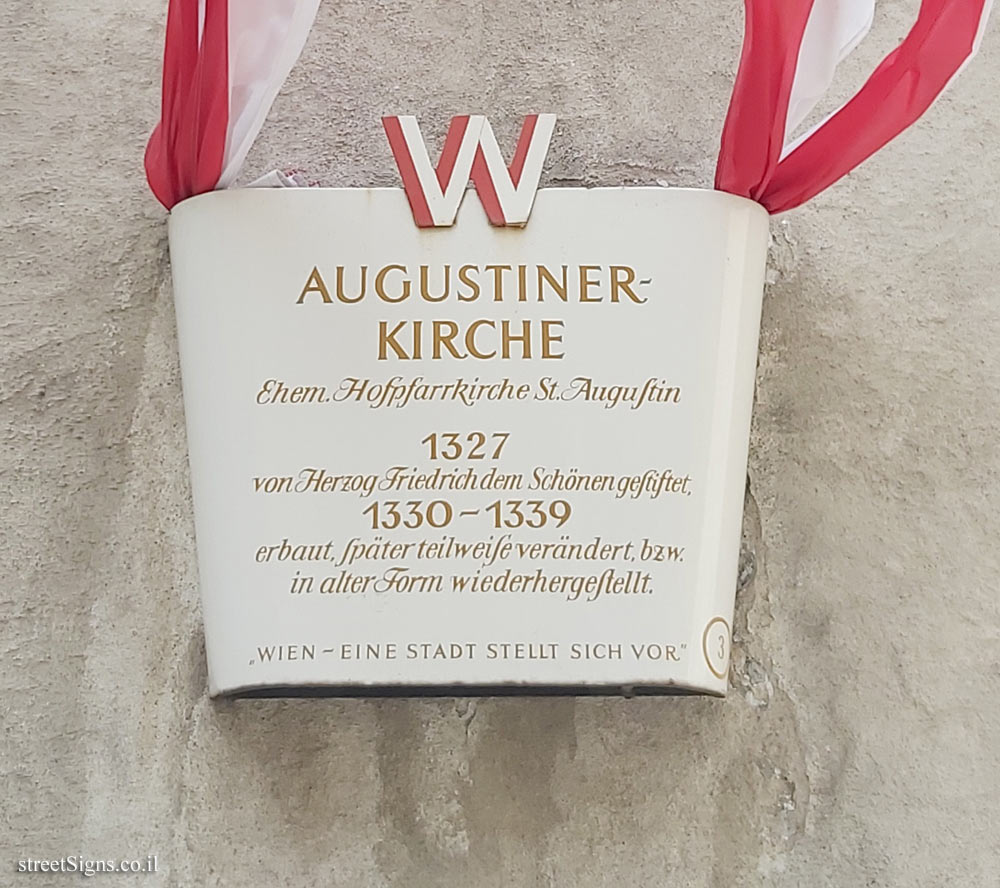 W
AUGUSTINER-
KIRCHE
Ehem. Hofpfarrkirche St. Auguſtin
1327
von Herzog Friedrich dem Schönen geſtiftet,
1330–1339
erbaut, ſpäter teilweiſe verändert, bzw.
in alter Form wiederhergeſtellt.
„WIEN – EINE STADT STELLT SICH VOR"
3
streetSigns.co.il